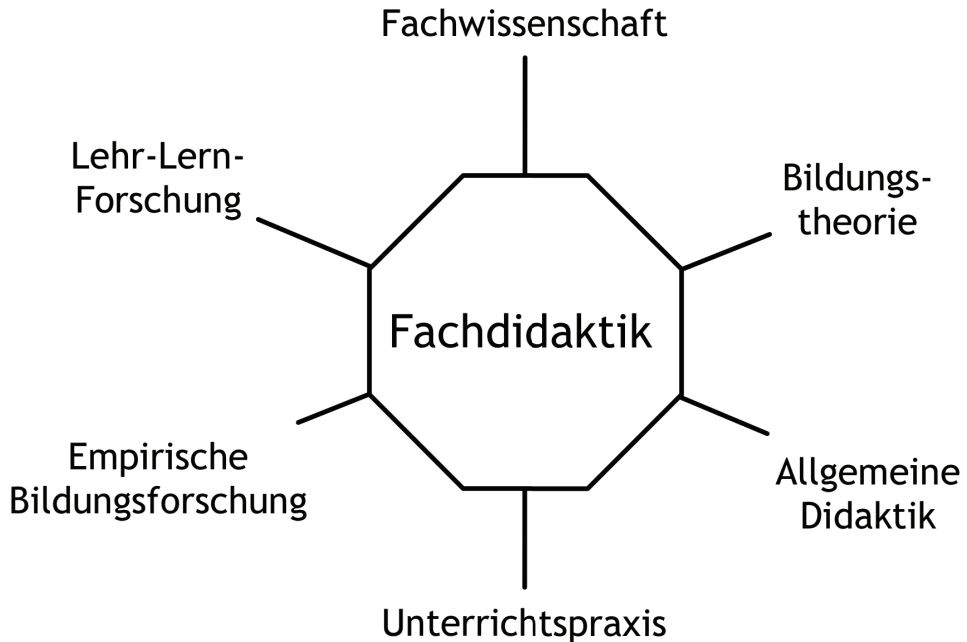 Fachwissenschaft
Lehr-Lern-
Forschung
Bildungs-
theorie
Fachdidaktik
Empirische
Bildungsforschung
Allgemeine
Didaktik
Unterrichtspraxis